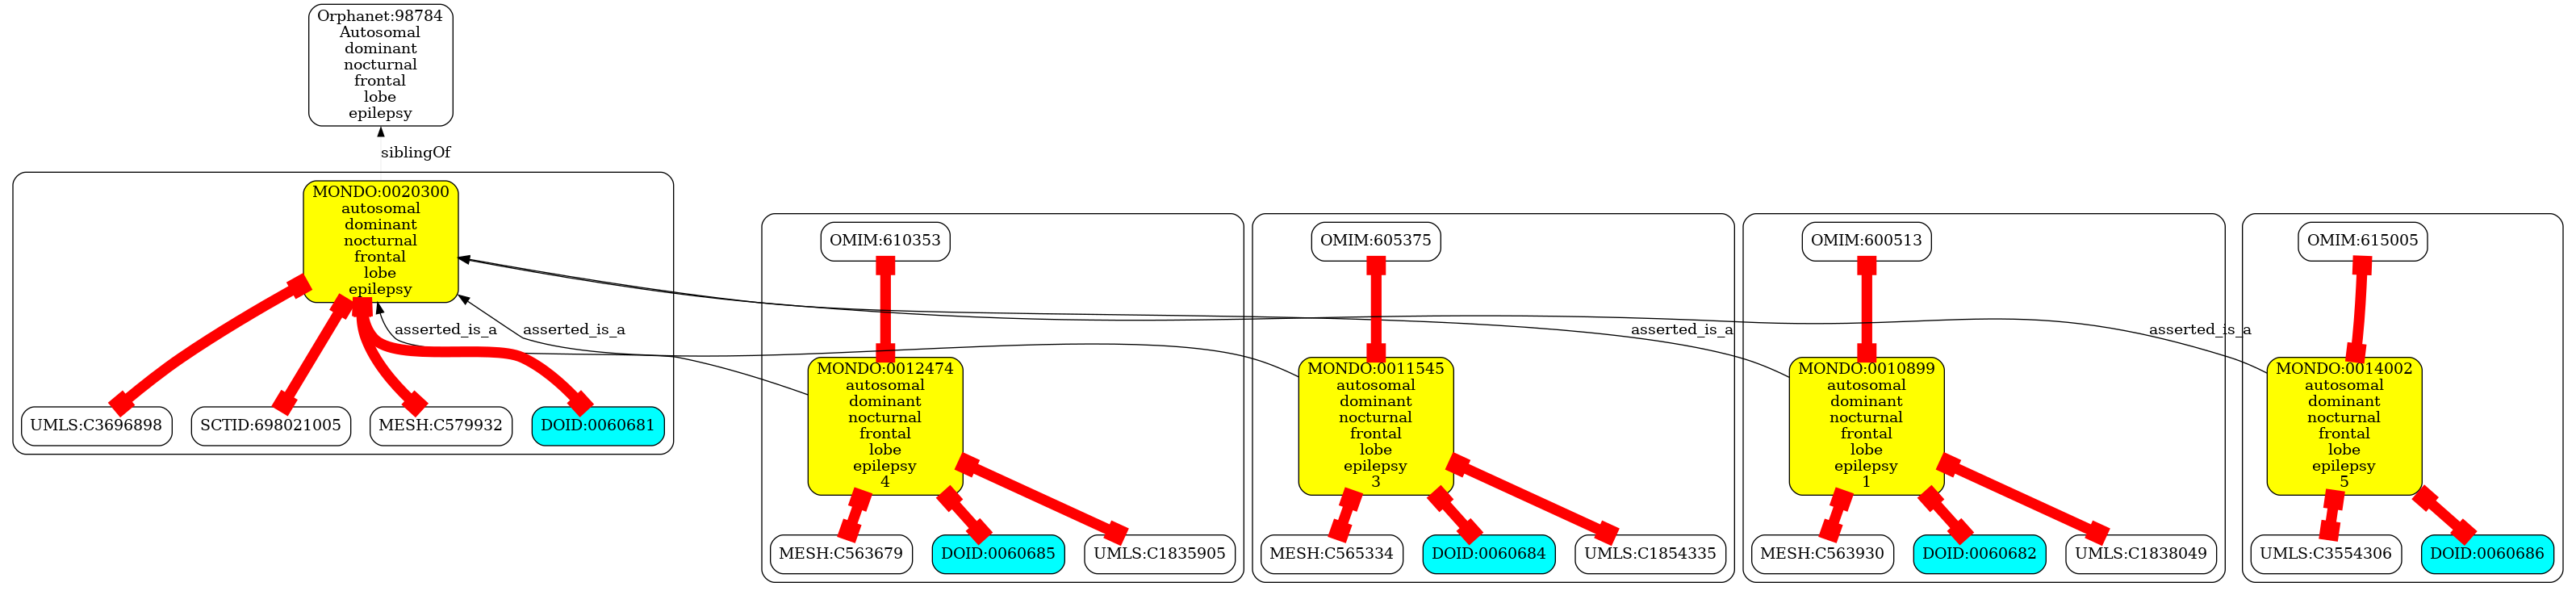 Orphanet:98784
Autosomal
dominant
nocturnal
frontal
lobe
epilepsy
siblingOf
MONDO:0020300
autosomal
dominant
nocturnal
frontal
lobe
epilepsy
OMIM:610353
OMIM:605375
OMIM:600513
OMIM:615005
asserted_is_a
asserted_is_a
asserted_is_a
asserted_is_a
UMLS:C3696898
SCTID:698021005
MESH:C579932
DOID:0060681
MONDO:0012474
autosomal
dominant
nocturnal
frontal
lobe
epilepsy
4
MONDO:0011545
autosomal
dominant
nocturnal
frontal
lobe
epilepsy
3
MONDO:0010899
autosomal
dominant
nocturnal
frontal
lobe
epilepsy
1
MONDO:0014002
autosomal
dominant
nocturnal
frontal
lobe
epilepsy
5
MESH:C563679
DOID:0060685
UMLS:C1835905
MESH:C565334
DOID:0060684
UMLS:C1854335
MESH:C563930
DOID:0060682
UMLS:C1838049
UMLS:C3554306
DOID:0060686